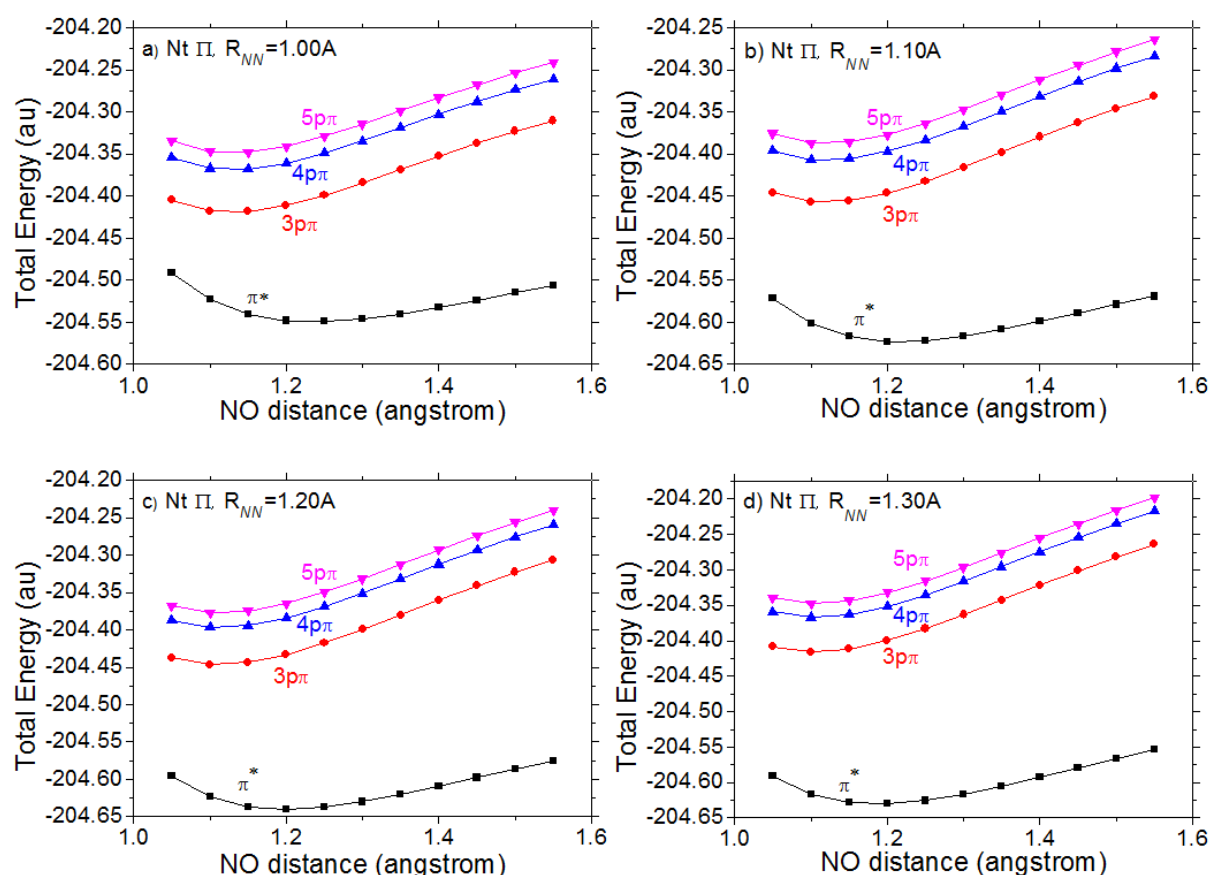 a) Nt Π, R_NN=1.00A
Total Energy (au)
-204.20
-204.25
-204.30
-204.35
-204.40
-204.45
-204.50
-204.55
-204.60
5pπ
4pπ
3pπ
π*
1.0 1.2 1.4 1.6
NO distance (angstrom)
b) Nt Π, R_NN=1.10A
Total Energy (au)
-204.25
-204.30
-204.35
-204.40
-204.45
-204.50
-204.55
-204.60
-204.65
5pπ
4pπ
3pπ
π*
1.0 1.2 1.4 1.6
NO distance (angstrom)
c) Nt Π, R_NN=1.20A
Total Energy (au)
-204.20
-204.25
-204.30
-204.35
-204.40
-204.45
-204.50
-204.55
-204.60
-204.65
5pπ
4pπ
3pπ
π*
1.0 1.2 1.4 1.6
NO distance (angstrom)
d) Nt Π, R_NN=1.30A
Total Energy (au)
-204.20
-204.25
-204.30
-204.35
-204.40
-204.45
-204.50
-204.55
-204.60
-204.65
5pπ
4pπ
3pπ
π*
1.0 1.2 1.4 1.6
NO distance (angstrom)